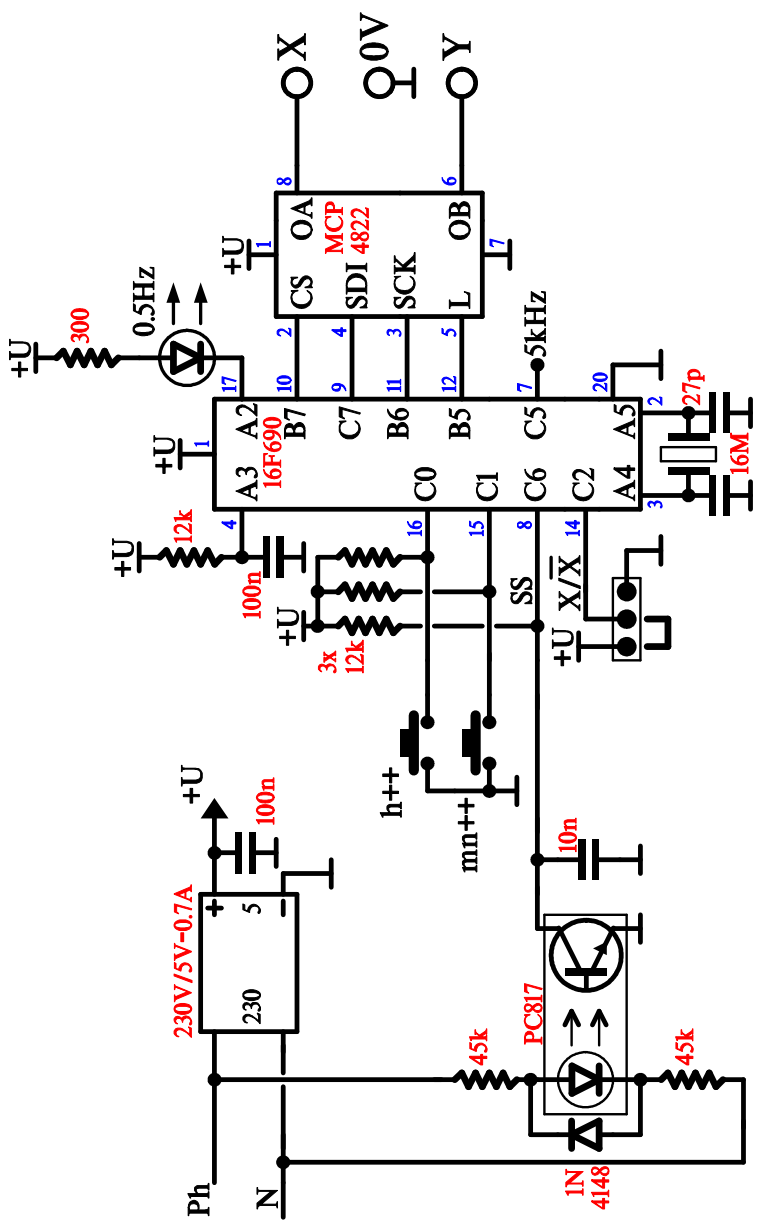 +U
300
0.5Hz
+U
12k
+U
100n
230V/5V-0.7A
+ 5 −
230
+U
100n
Ph
N
4
A3
1
A2
17
16F690
B7
10
C7
9
B6
11
B5
12
C5
7
5kHz
20
A5
2
A4
3
27p
16M
C0
16
C1
15
C6
8
C2
14
+U
1
2
CS
4
SDI
3
SCK
5
L
OA
8
MCP
4822
OB
6
7
X
0V
Y
+U
3x
12k
h++
mn++
SS
X/X̅
+U
10n
PC817
45k
45k
1N
4148